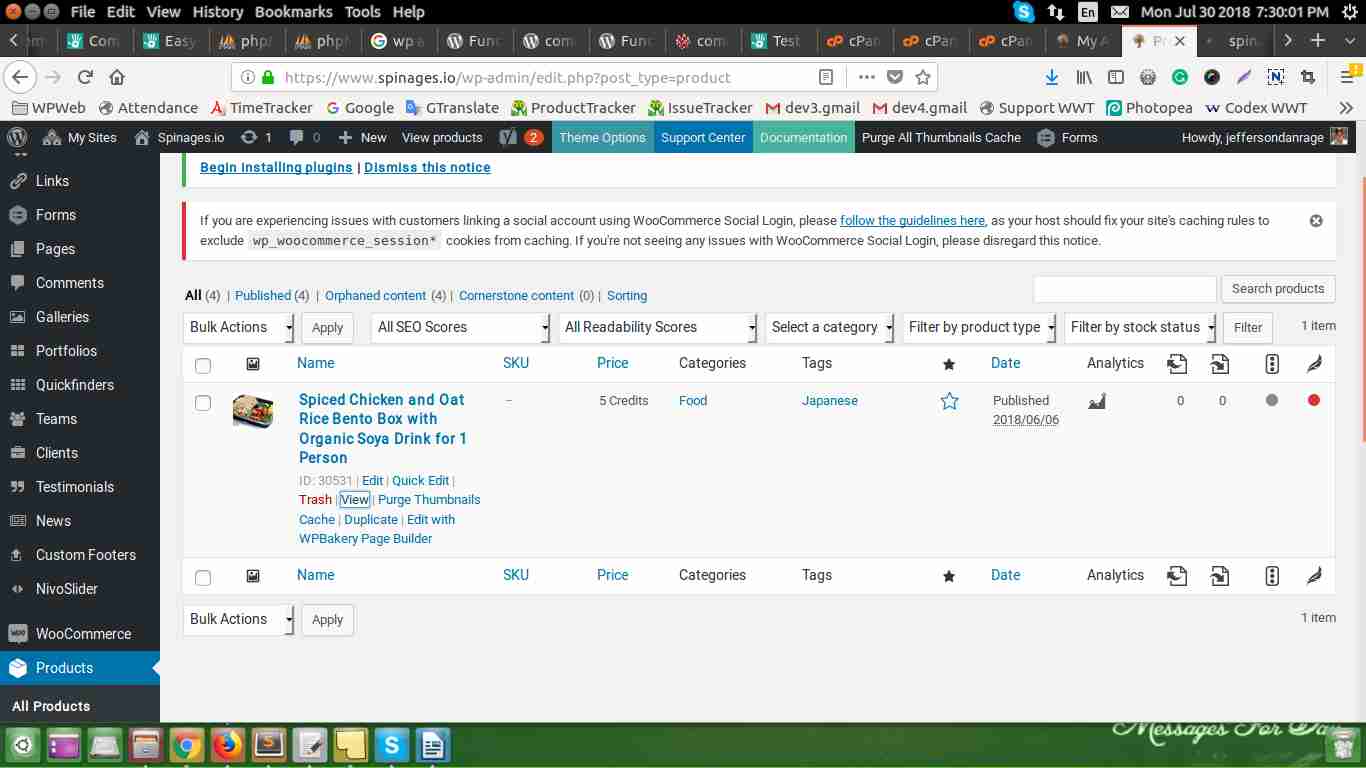 File Edit View History Bookmarks Tools Help
En Mon Jul 30 2018 7:30:01 PM
Com Easy php php wp a Func com Func com Test cPan cPan cPan My A Pr spin
https://www.spinages.io/wp-admin/edit.php?post_type=product
WPWeb Attendance TimeTracker Google GTranslate ProductTracker IssueTracker dev3.gmail dev4.gmail Support WWT Photopea Codex WWT
My Sites Spinages.io 1 0 New View products 2 Theme Options Support Center Documentation Purge All Thumbnails Cache Forms Howdy, jeffersondanrage
Links
Forms
Pages
Comments
Galleries
Portfolios
Quickfinders
Teams
Clients
Testimonials
News
Custom Footers
NivoSlider
WooCommerce
Products
All Products
Begin installing plugins | Dismiss this notice
If you are experiencing issues with customers linking a social account using WooCommerce Social Login, please follow the guidelines here, as your host should fix your site's caching rules to
exclude wp_woocommerce_session* cookies from caching. If you're not seeing any issues with WooCommerce Social Login, please disregard this notice.
All (4) | Published (4) | Orphaned content (4) | Cornerstone content (0) | Sorting
Search products
Bulk Actions Apply All SEO Scores All Readability Scores Select a category Filter by product type Filter by stock status Filter 1 item
Name SKU Price Categories Tags Date Analytics
Spiced Chicken and Oat – 5 Credits Food Japanese Published 0 0
Rice Bento Box with 2018/06/06
Organic Soya Drink for 1
Person
ID: 30531 | Edit | Quick Edit |
Trash | View | Purge Thumbnails
Cache | Duplicate | Edit with
WPBakery Page Builder
Name SKU Price Categories Tags Date Analytics
Bulk Actions Apply 1 item
Messages For Day